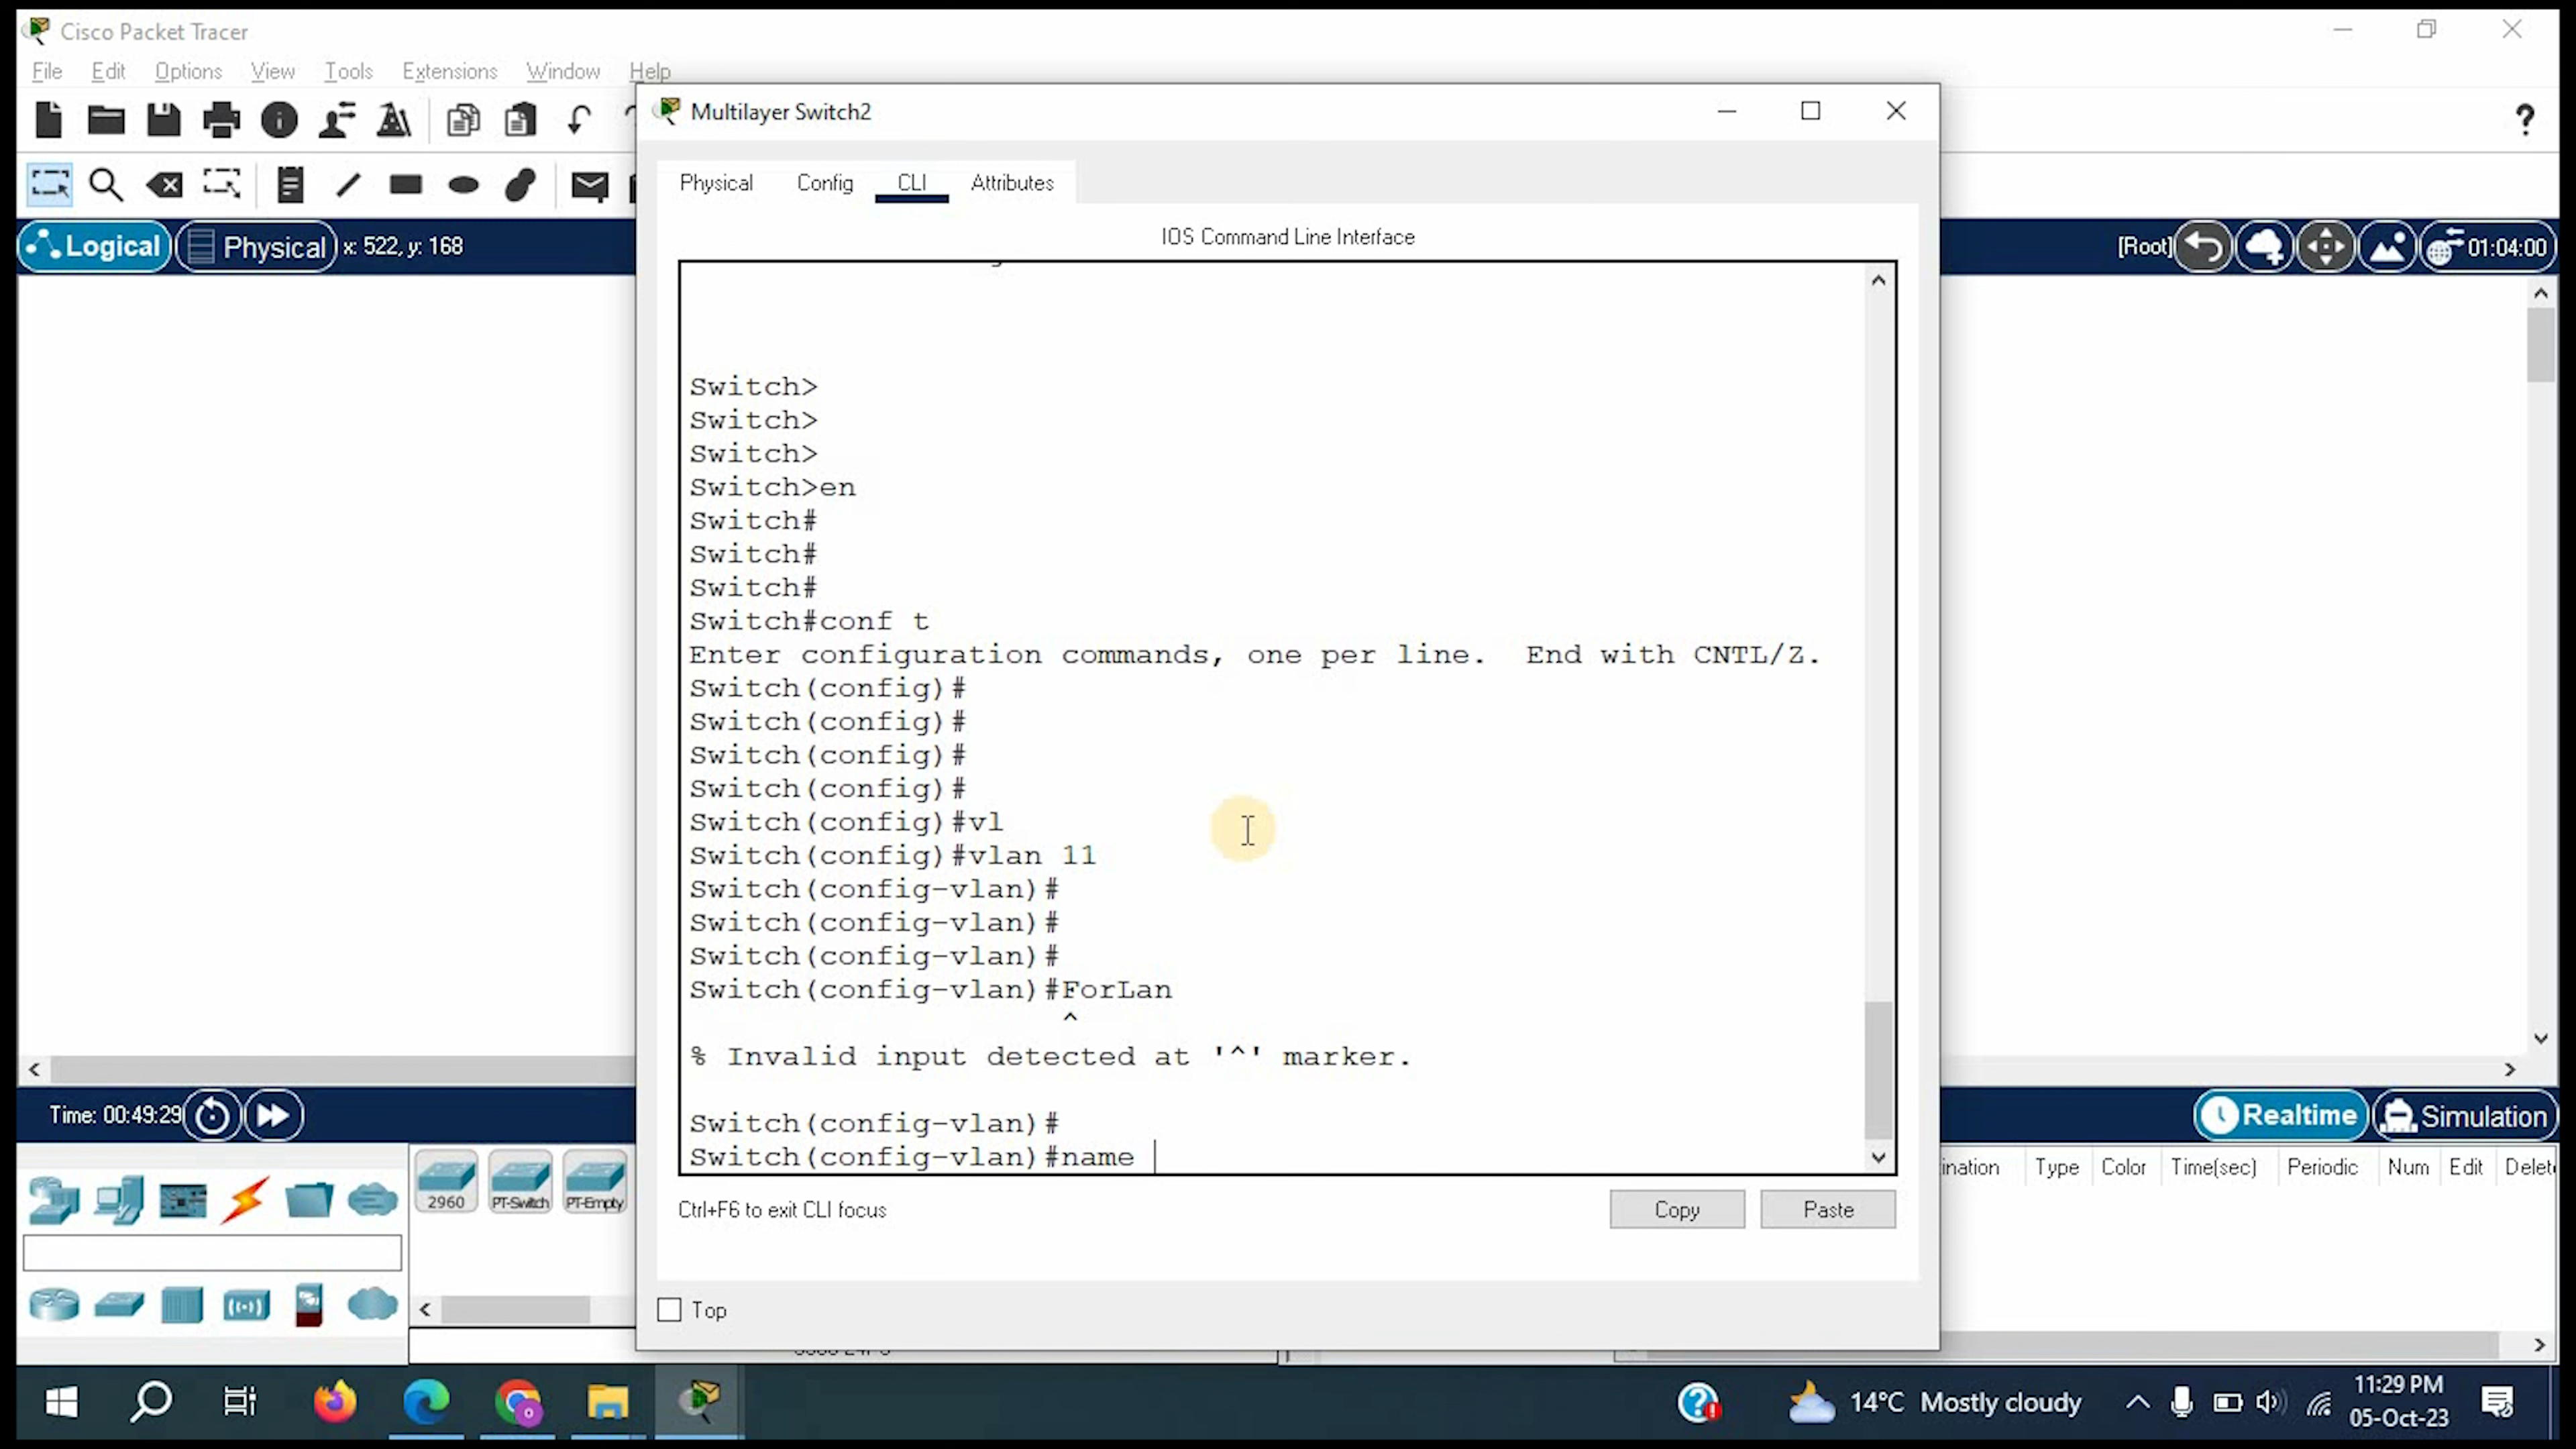 Cisco Packet Tracer
File Edit Options View Tools Extensions Window Help
Multilayer Switch2
Physical Config CLI Attributes
IOS Command Line Interface
Logical Physical x: 522, y: 168
[Root] 01:04:00
Switch>
Switch>
Switch>
Switch>en
Switch#
Switch#
Switch#
Switch#conf t
Enter configuration commands, one per line. End with CNTL/Z.
Switch(config)#
Switch(config)#
Switch(config)#
Switch(config)#
Switch(config)#vl
Switch(config)#vlan 11
Switch(config-vlan)#
Switch(config-vlan)#
Switch(config-vlan)#
Switch(config-vlan)#ForLan
^
% Invalid input detected at '^' marker.
Switch(config-vlan)#
Switch(config-vlan)#name
Ctrl+F6 to exit CLI focus
Copy Paste
Top
Time: 00:49:29
Realtime Simulation
2960 PT-Switch PT-Empty
Type Color Time(sec) Periodic Num Edit
14°C Mostly cloudy
11:29 PM
05-Oct-23